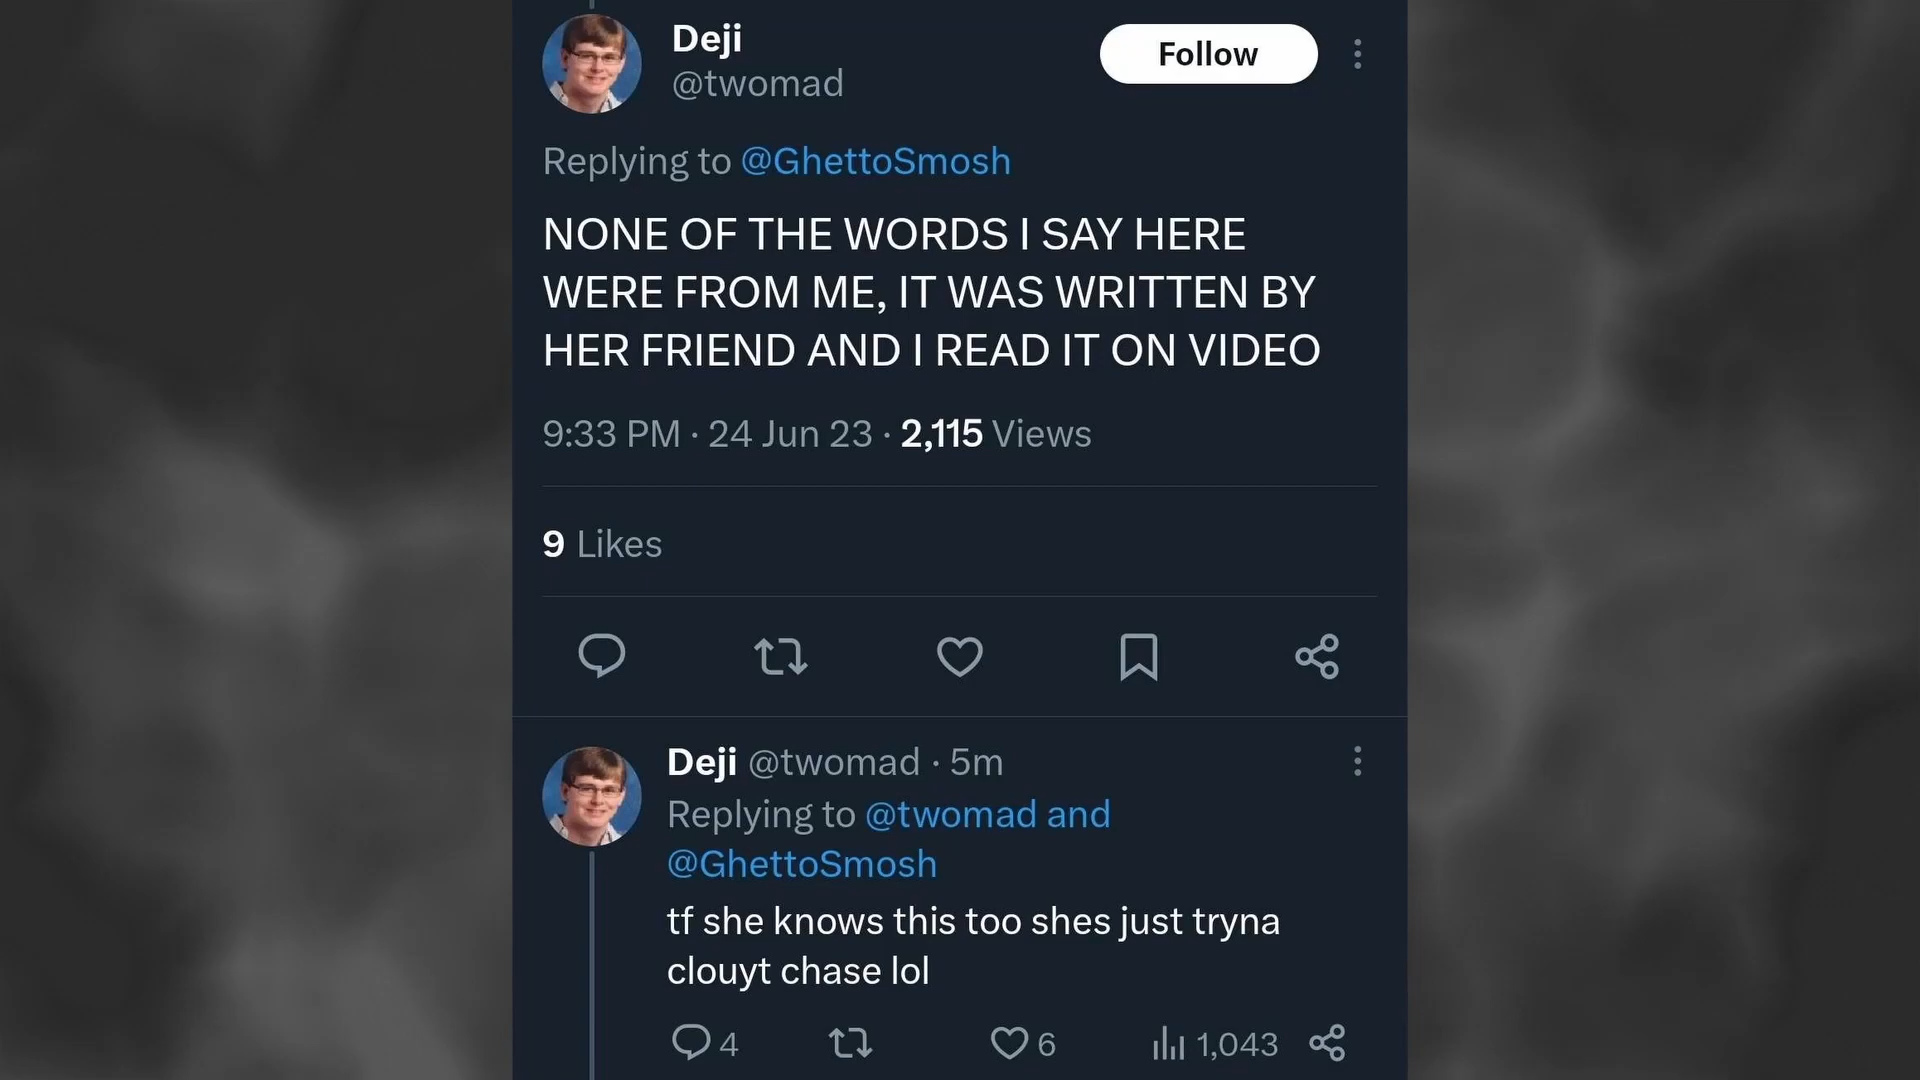 Deji
@twomad
Follow
Replying to @GhettoSmosh
NONE OF THE WORDS I SAY HERE
WERE FROM ME, IT WAS WRITTEN BY
HER FRIEND AND I READ IT ON VIDEO
9:33 PM · 24 Jun 23 · 2,115 Views
9 Likes
Deji @twomad · 5m
Replying to @twomad and
@GhettoSmosh
tf she knows this too shes just tryna
clouyt chase lol
4 6 1,043